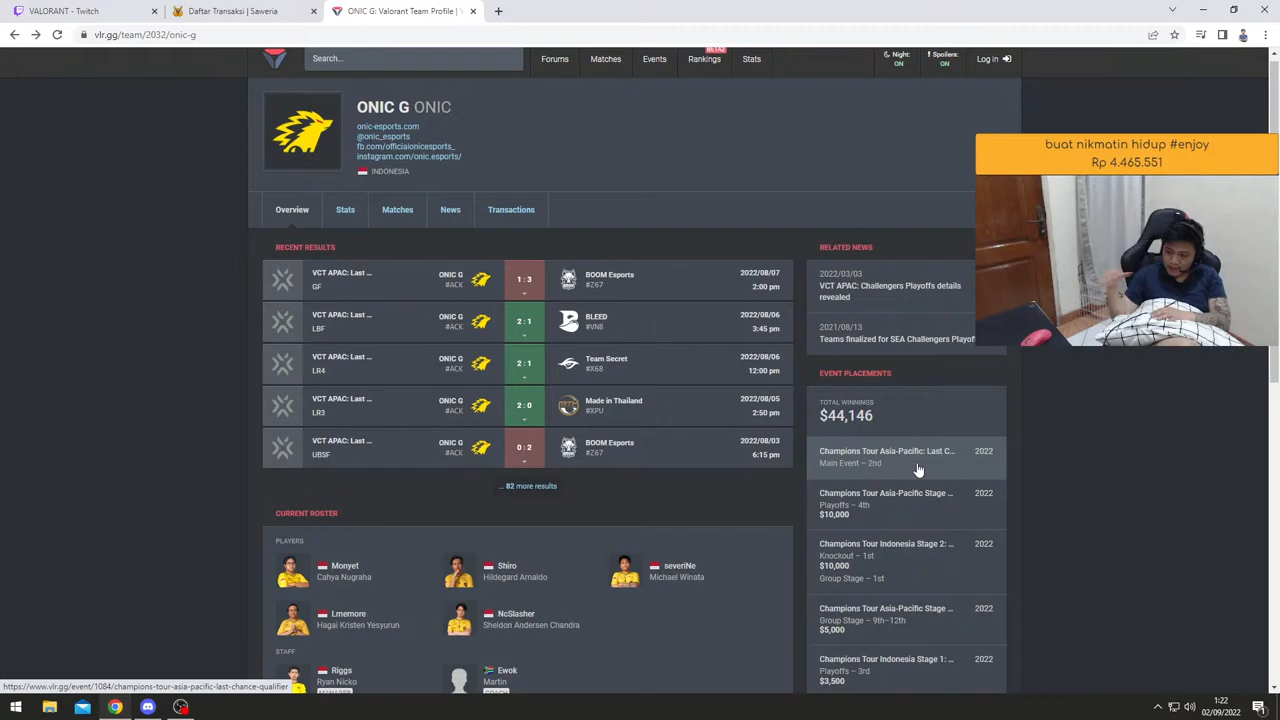 VALORANT - Twitch
Daftar Transaksi | Saweria
ONIC G: Valorant Team Profile |
vlr.gg/team/2032/onic-g
Search...
Forums
Matches
Events
BETA2
Rankings
Stats
Night:
ON
Spoilers:
ON
Log in
ONIC G ONIC
onic-esports.com
@onic_esports
fb.com/officialonicesports_
instagram.com/onic.esports/
INDONESIA
buat nikmatin hidup #enjoy
Rp 4.465.551
Overview
Stats
Matches
News
Transactions
RECENT RESULTS
VCT APAC: Last ...
GF
ONIC G
#ACK
1 : 3
BOOM Esports
#Z67
2022/08/07
2:00 pm
VCT APAC: Last ...
LBF
ONIC G
#ACK
2 : 1
BLEED
#VN8
2022/08/06
3:45 pm
VCT APAC: Last ...
LR4
ONIC G
#ACK
2 : 1
Team Secret
#X68
2022/08/06
12:00 pm
VCT APAC: Last ...
LR3
ONIC G
#ACK
2 : 0
Made in Thailand
#XPU
2022/08/05
2:50 pm
VCT APAC: Last ...
UBSF
ONIC G
#ACK
0 : 2
BOOM Esports
#Z67
2022/08/03
6:15 pm
... 82 more results
CURRENT ROSTER
PLAYERS
Monyet
Cahya Nugraha
Shiro
Hildegard Arnaldo
severiNe
Michael Winata
Lmemore
Hagai Kristen Yesyurun
NcSlasher
Sheldon Andersen Chandra
STAFF
Riggs
Ryan Nicko
MANAGER
Ewok
Martin
COACH
RELATED NEWS
2022/03/03
VCT APAC: Challengers Playoffs details
revealed
2021/08/13
Teams finalized for SEA Challengers Playof
EVENT PLACEMENTS
TOTAL WINNINGS
$44,146
Champions Tour Asia-Pacific: Last C... 2022
Main Event – 2nd
Champions Tour Asia-Pacific Stage ... 2022
Playoffs – 4th
$10,000
Champions Tour Indonesia Stage 2: ... 2022
Knockout – 1st
$10,000
Group Stage – 1st
Champions Tour Asia-Pacific Stage ... 2022
Group Stage – 9th–12th
$5,000
Champions Tour Indonesia Stage 1: ... 2022
Playoffs – 3rd
$3,500
https://www.vlr.gg/event/1084/champions-tour-asia-pacific-last-chance-qualifier
1:22
02/09/2022